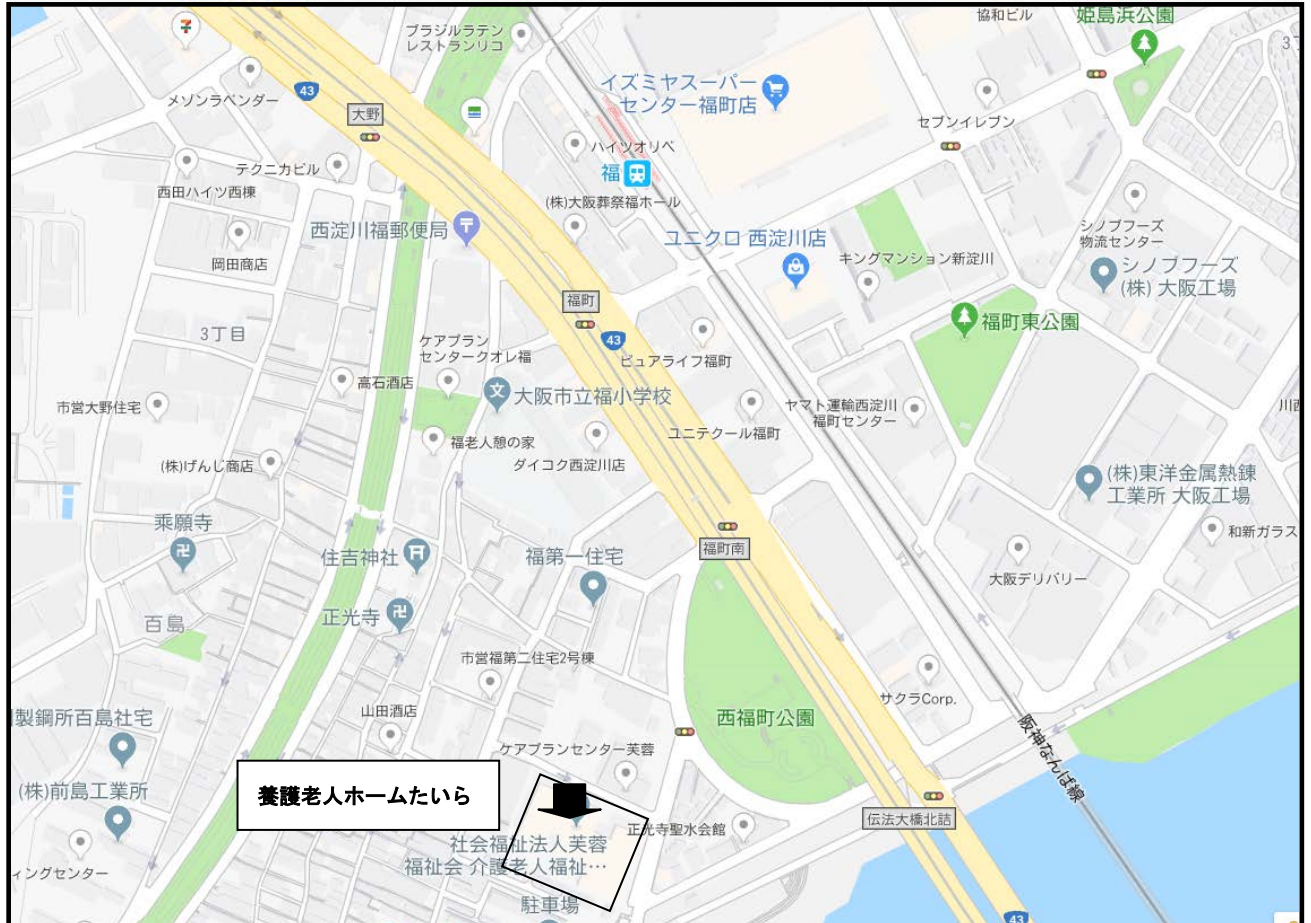 協和ビル
姫島浜公園
ブラジルラテン
レストランリコ
イズミヤスーパー
センター福町店
43
メゾンラベンダー
大野
セブンイレブン
ハイツオリベ
福
テクニカビル
西田ハイツ西棟
(株)大阪葬祭福ホール
西淀川福郵便局
ユニクロ 西淀川店
シノブフーズ
物流センター
キングマンション新淀川
岡田商店
シノブフーズ
(株) 大阪工場
福町
福町東公園
3丁目
43
ケアプラン
センタークオレ福
ピュアライフ福町
高石酒店
大阪市立福小学校
市営大野住宅
ヤマト運輸西淀川
福町センター
ユニテクール福町
福老人憩の家
ダイコク西淀川店
(株)げんじ商店
(株)東洋金属熱錬
工業所 大阪工場
乗願寺
和新ガラス
住吉神社
福第一住宅
福町南
大阪デリバリー
正光寺
百島
市営福第二住宅2号棟
サクラCorp.
製鋼所百島社宅
山田酒店
西福町公園
阪神なんば線
ケアプランセンター芙蓉
(株)前島工業所
養護老人ホームたいら
伝法大橋北詰
正光寺聖水会館
社会福祉法人芙蓉
福祉会 介護老人福祉…
ィングセンター
駐車場
43